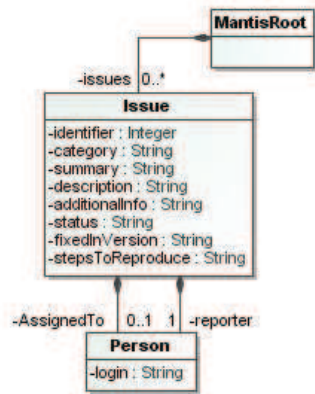 MantisRoot
-issues 0..*
Issue
-identifier : Integer
-category : String
-summary : String
-description : String
-additionalInfo : String
-status : String
-fixedInVersion : String
-stepsToReproduce : String
-AssignedTo 0..1 1 -reporter
Person
-login : String